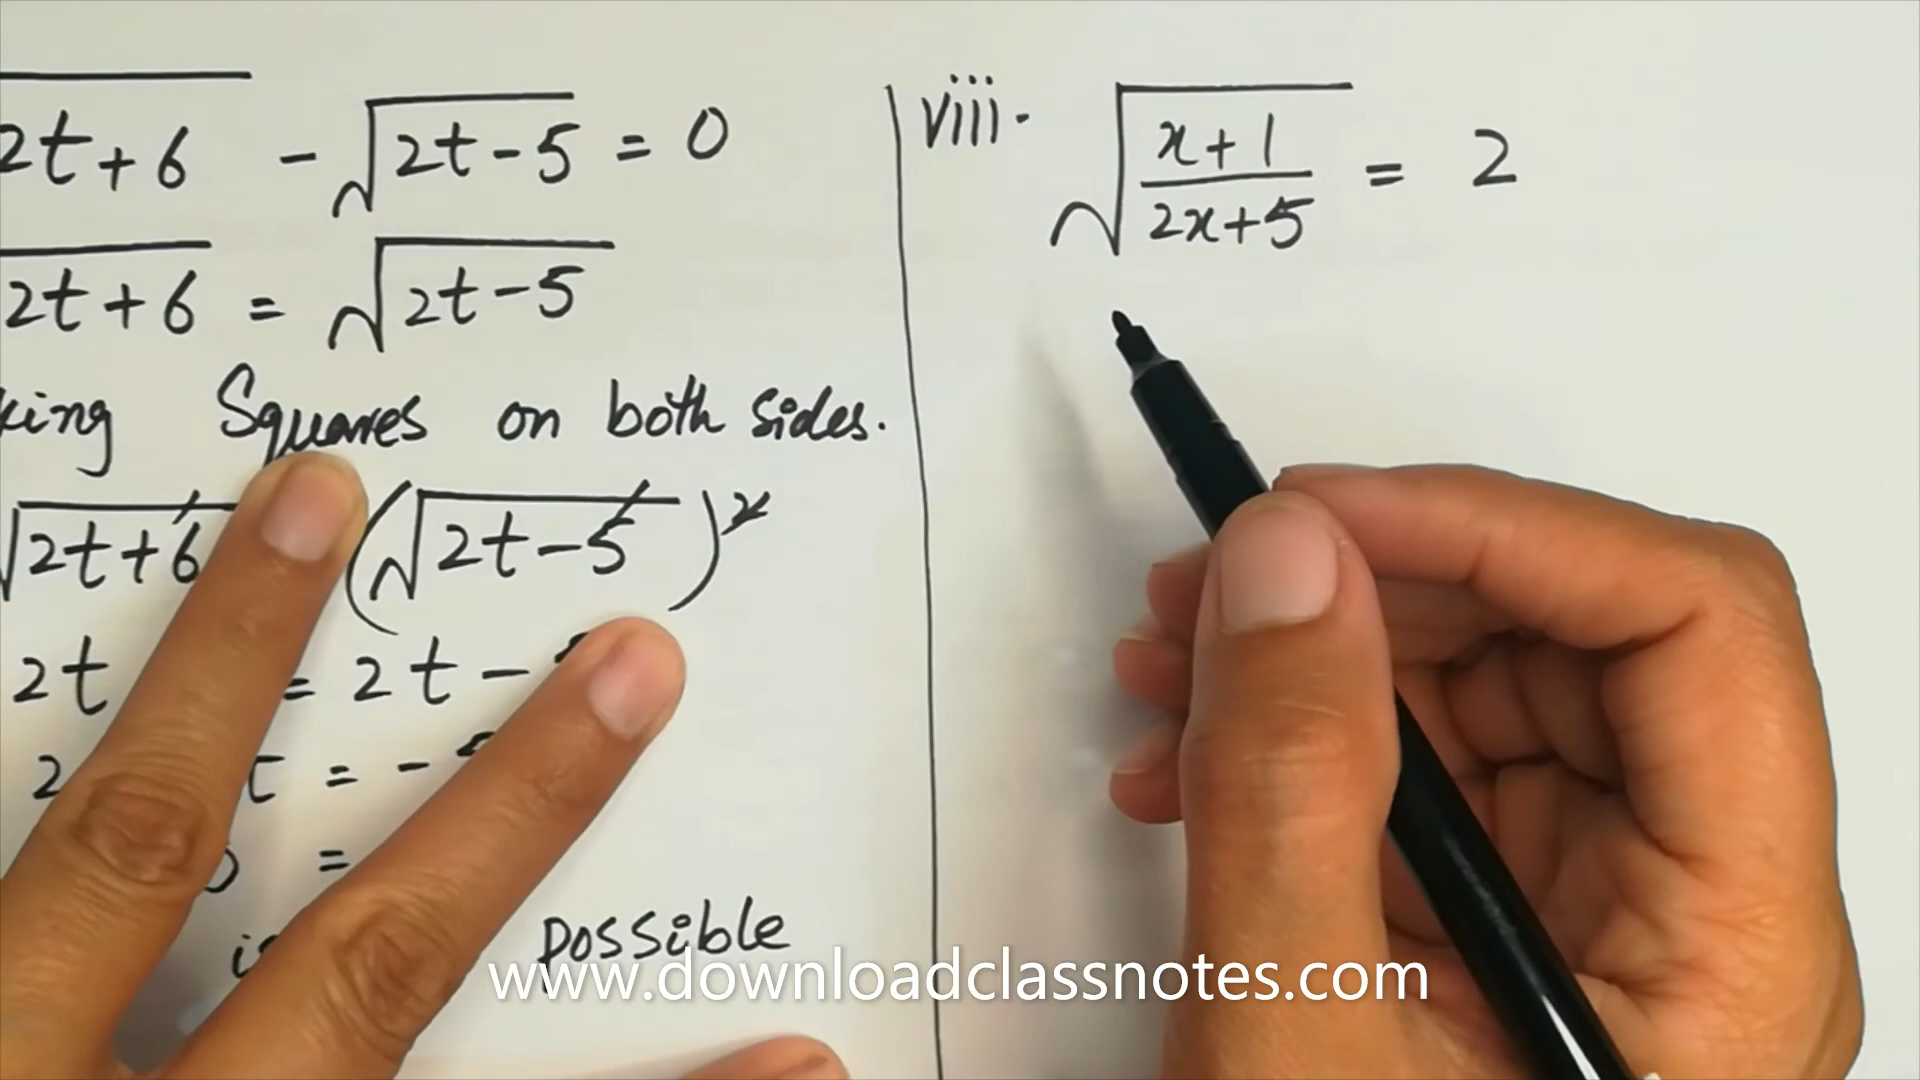 2t+6 - √2t-5 = 0
2t+6 = √2t-5
king Squares on both sides.
√2t+6 (√2t-5)²
2t = 2t -
2 t = -
=
possible
viii. √(x+1)/(2x+5) = 2
www.downloadclassnotes.com